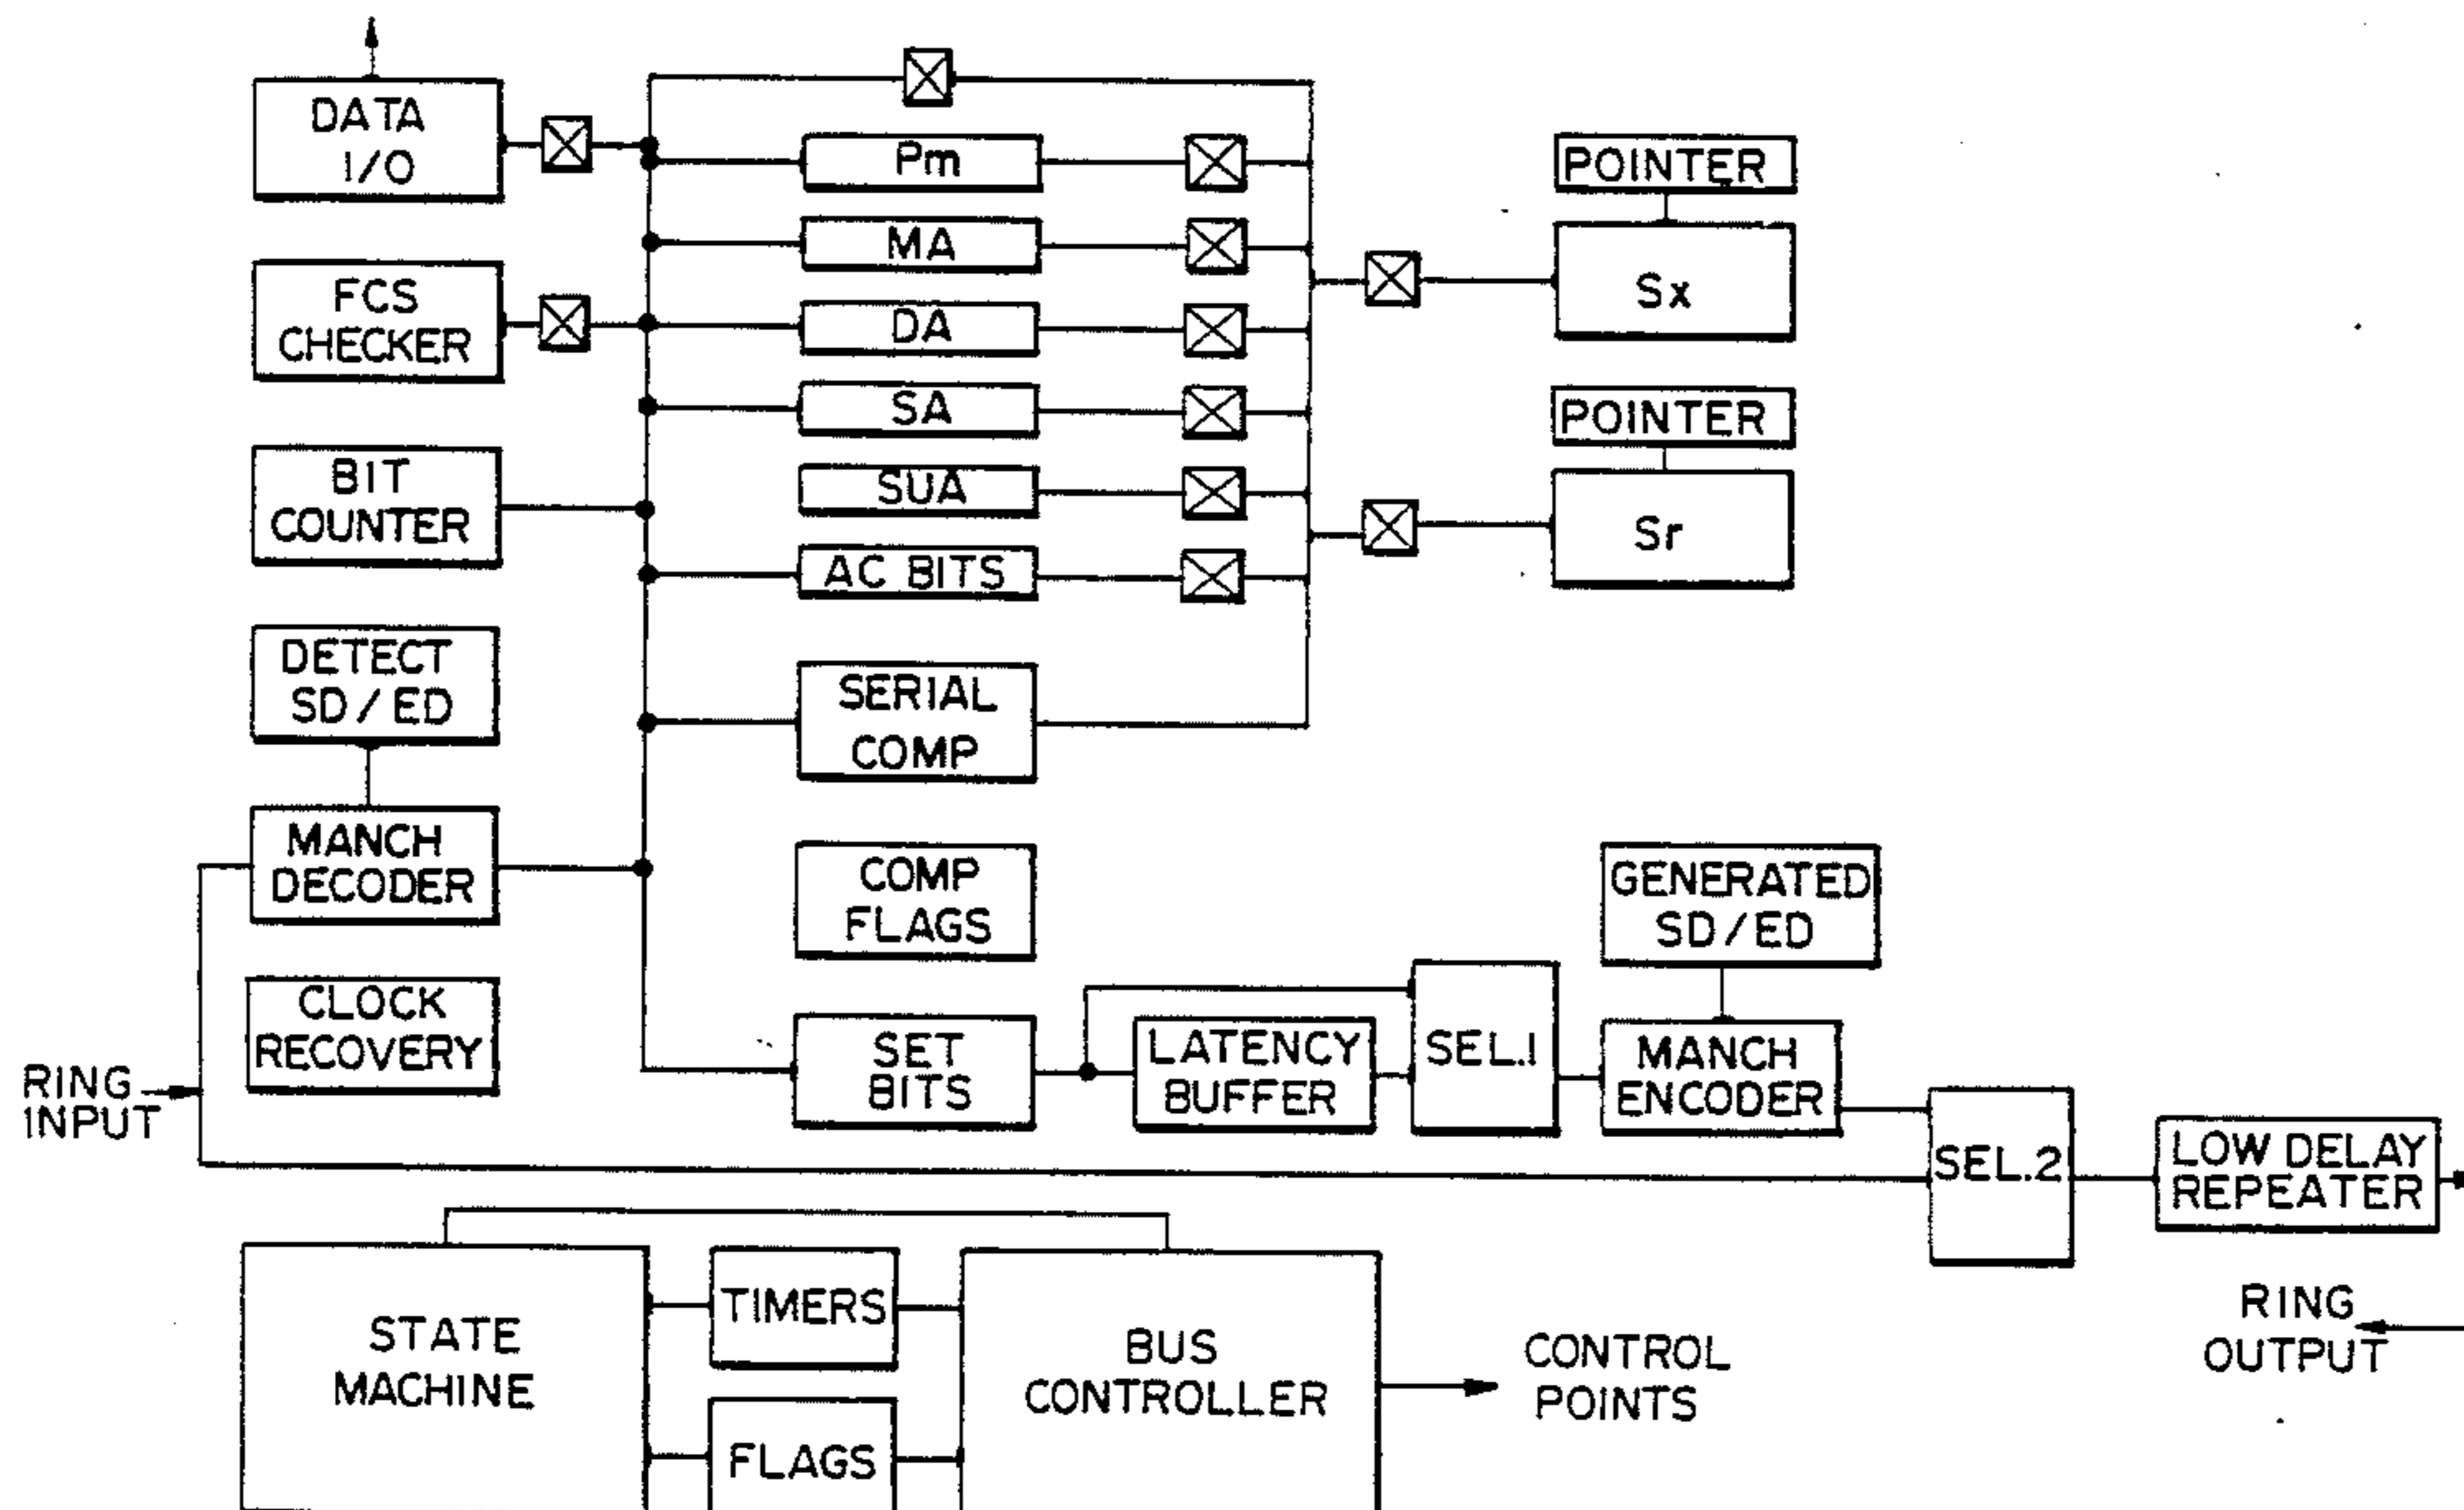 DATA
I/O
Pm
POINTER
MA
DA
Sx
FCS
CHECKER
SA
POINTER
BIT
COUNTER
SUA
Sr
AC BITS
DETECT
SD/ED
SERIAL
COMP
MANCH
DECODER
COMP
FLAGS
GENERATED
SD/ED
CLOCK
RECOVERY
SET
BITS
LATENCY
BUFFER
SEL.1
MANCH
ENCODER
RING
INPUT
SEL.2
LOW DELAY
REPEATER
STATE
MACHINE
TIMERS
BUS
CONTROLLER
CONTROL
POINTS
RING
OUTPUT
FLAGS